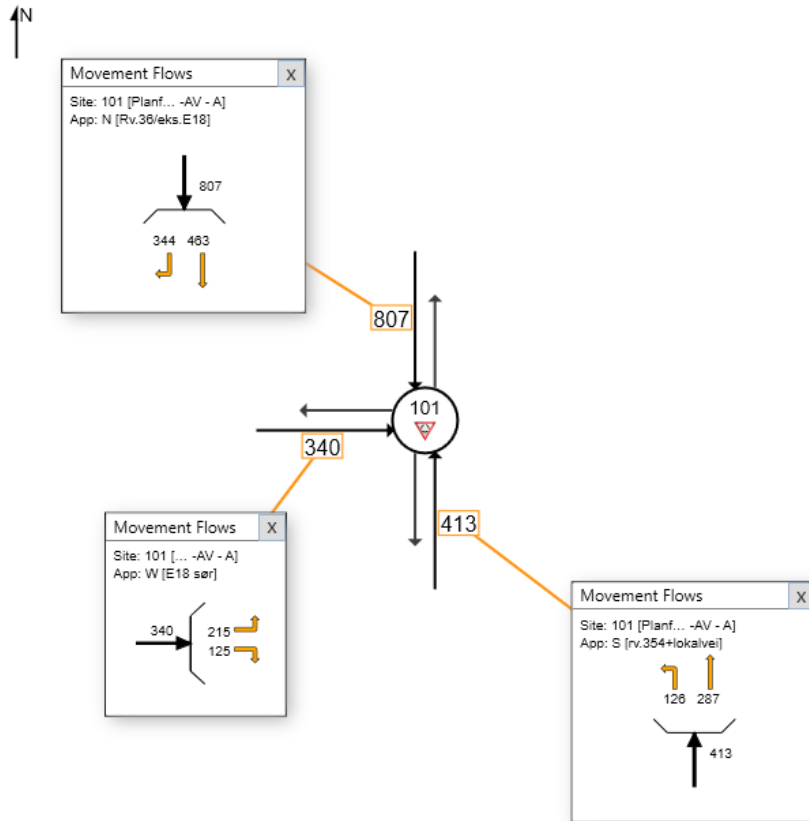 N
Movement Flows X
Site: 101 [Planf... -AV - A]
App: N [Rv.36/eks.E18]
807
344 463
807
101
340
413
Movement Flows X
Site: 101 [... -AV - A]
App: W [E18 sør]
340 215
125
Movement Flows X
Site: 101 [Planf... -AV - A]
App: S [rv.354+lokalvei]
126 287
413